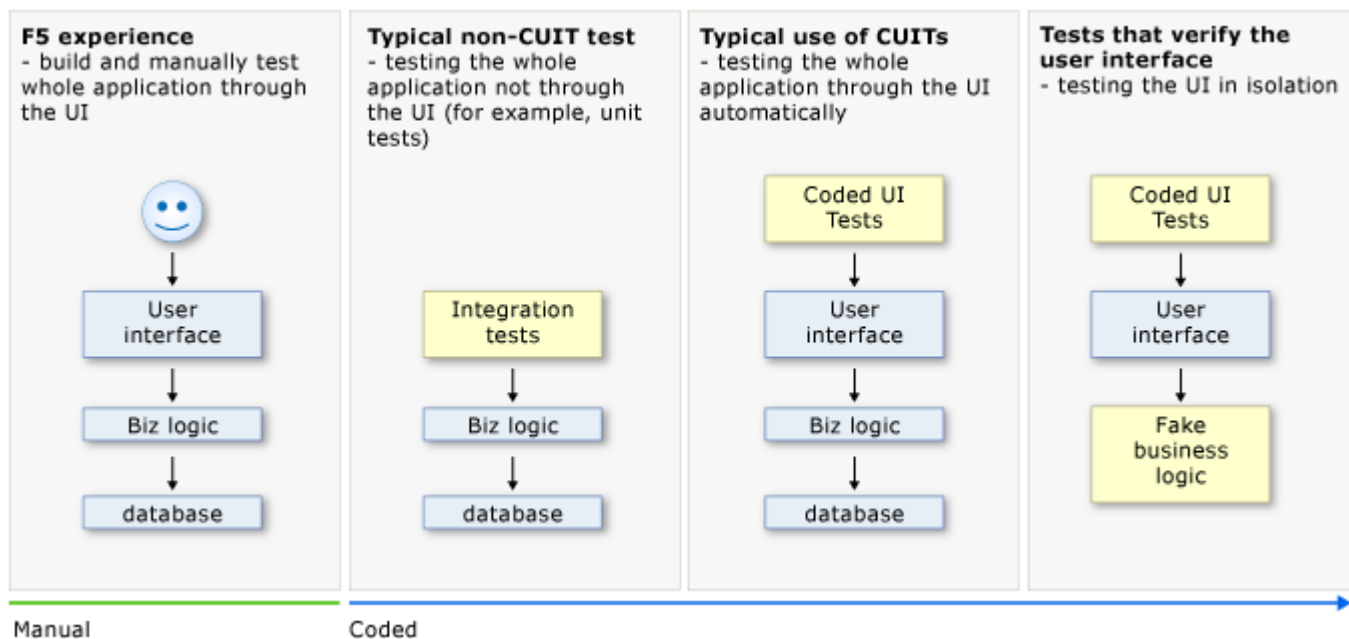 F5 experience
- build and manually test
whole application through
the UI
User
interface
Biz logic
database
Typical non-CUIT test
- testing the whole
application not through
the UI (for example, unit
tests)
Integration
tests
Biz logic
database
Typical use of CUITs
- testing the whole
application through the UI
automatically
Coded UI
Tests
User
interface
Biz logic
database
Tests that verify the
user interface
- testing the UI in isolation
Coded UI
Tests
User
interface
Fake
business
logic
Manual
Coded